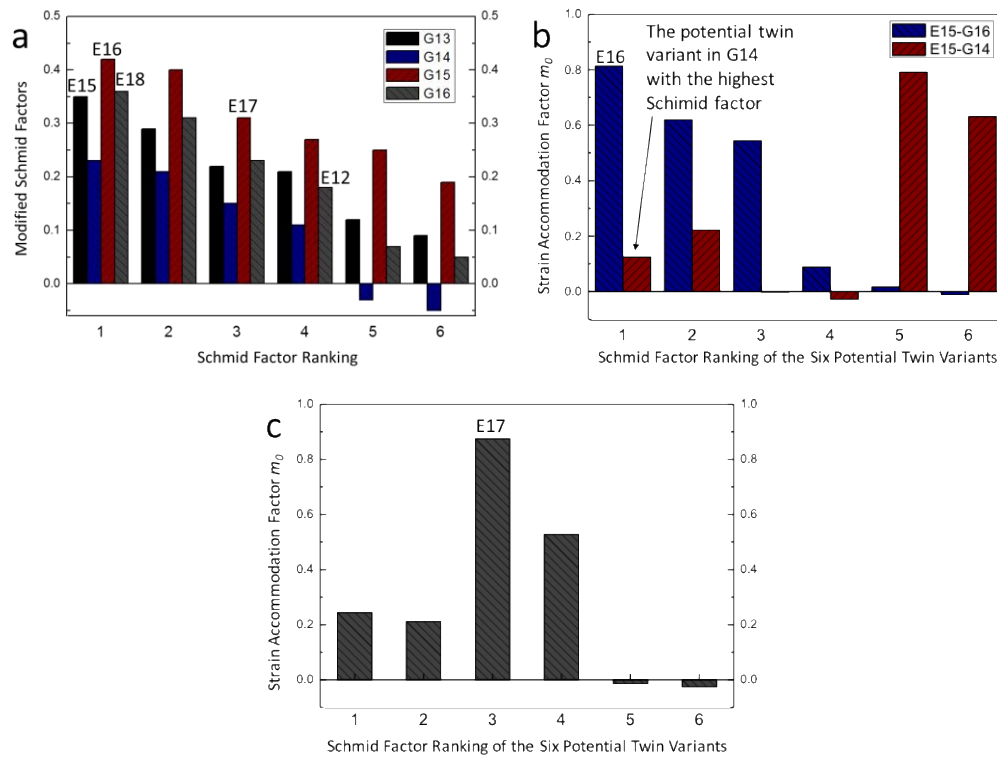 a
Modified Schmid Factors
0.5
0.4
0.3
0.2
0.1
0.0
0.5
0.4
0.3
0.2
0.1
0.0
G13
G14
G15
G16
E16
E15
E18
E17
E12
1 2 3 4 5 6
Schmid Factor Ranking
b
Strain Accommodation Factor m0
1.0
0.8
0.6
0.4
0.2
0.0
E15-G16
E15-G14
E16
The potential twin
variant in G14
with the highest
Schimid factor
1 2 3 4 5 6
Schmid Factor Ranking of the Six Potential Twin Variants
c
Strain Accommodation Factor m0
1.0
0.8
0.6
0.4
0.2
0.0
1.0
0.8
0.6
0.4
0.2
0.0
E17
1 2 3 4 5 6
Schmid Factor Ranking of the Six Potential Twin Variants